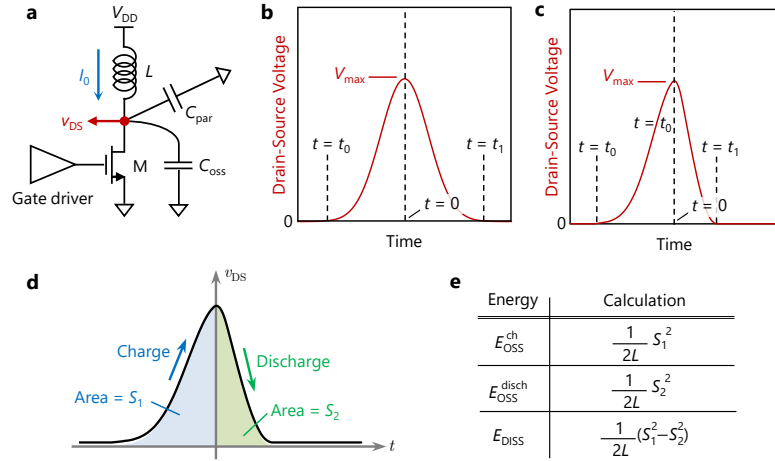 a
V_DD
I_0
L
C_par
v_DS
C_oss
M
Gate driver
b
Drain-Source Voltage
V_max
t = t_0
t = t_1
t = 0
0
Time
c
Drain-Source Voltage
V_max
t = t_0
t = t_1
t = 0
0
Time
d
v_DS
Charge
Discharge
Area = S_1
Area = S_2
t
e
Energy Calculation
E_OSS^ch 1/2L S_1^2
E_OSS^disch 1/2L S_2^2
E_DISS 1/2L (S_1^2–S_2^2)